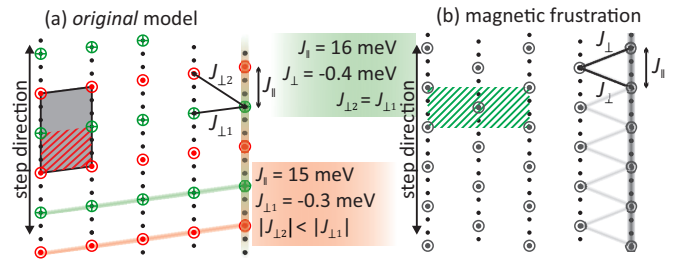 (a) original model
(b) magnetic frustration
step direction
J⊥2
J⊥1
J∥
J∥ = 16 meV
J⊥ = -0.4 meV
J⊥2 = J⊥1
J∥ = 15 meV
J⊥1 = -0.3 meV
|J⊥2| < |J⊥1|
step direction
J⊥
J⊥
J∥